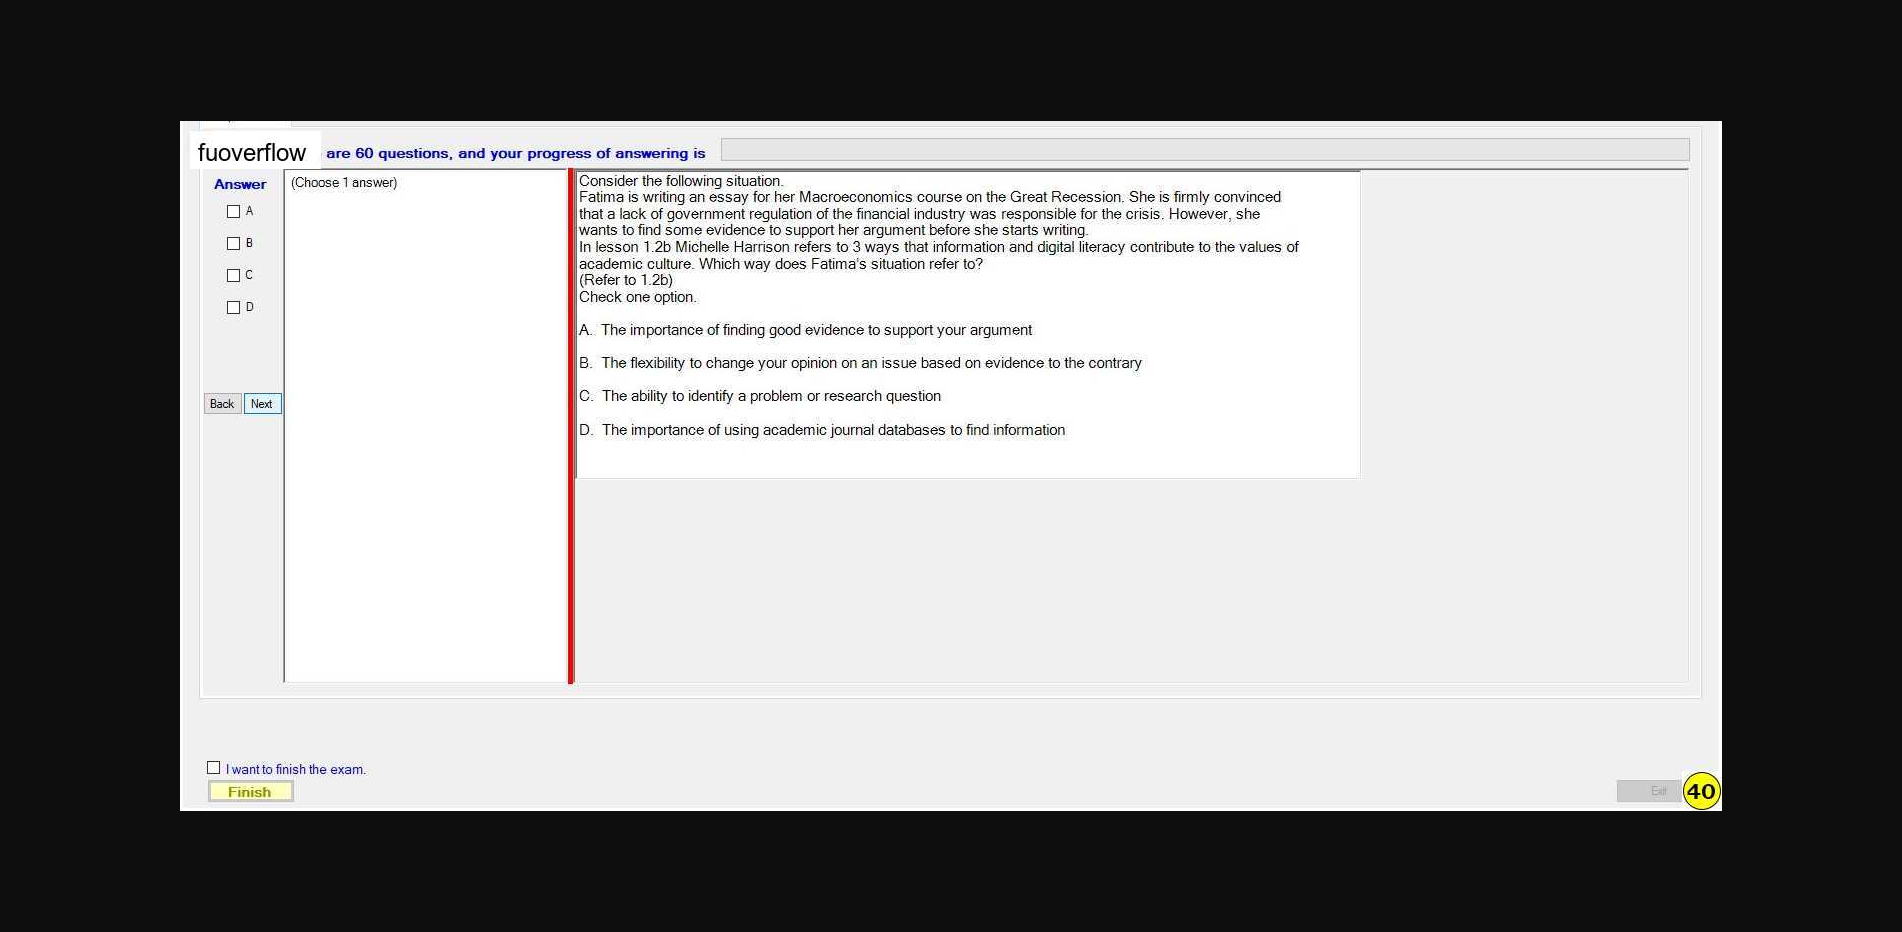 fuoverflow are 60 questions, and your progress of answering is
Answer
(Choose 1 answer)
A
B
C
D
Back Next
Consider the following situation.
Fatima is writing an essay for her Macroeconomics course on the Great Recession. She is firmly convinced
that a lack of government regulation of the financial industry was responsible for the crisis. However, she
wants to find some evidence to support her argument before she starts writing.
In lesson 1.2b Michelle Harrison refers to 3 ways that information and digital literacy contribute to the values of
academic culture. Which way does Fatima's situation refer to?
(Refer to 1.2b)
Check one option.
A. The importance of finding good evidence to support your argument
B. The flexibility to change your opinion on an issue based on evidence to the contrary
C. The ability to identify a problem or research question
D. The importance of using academic journal databases to find information
I want to finish the exam.
Finish
Exit
40